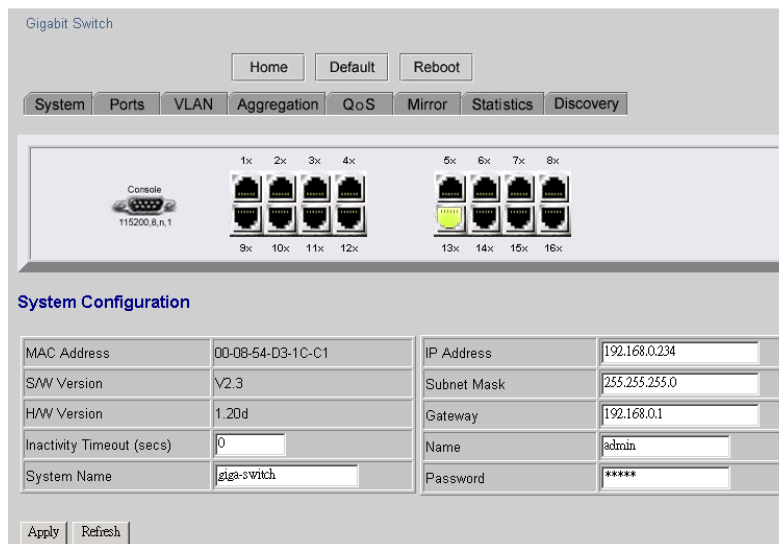 Gigabit Switch
Home Default Reboot
System Ports VLAN Aggregation QoS Mirror Statistics Discovery
1x 2x 3x 4x 5x 6x 7x 8x
Console
115200,8,n,1
9x 10x 11x 12x 13x 14x 15x 16x
System Configuration
MAC Address 00-08-54-D3-1C-C1 IP Address 192.168.0.234
S/W Version V2.3 Subnet Mask 255.255.255.0
H/W Version 1.20d Gateway 192.168.0.1
Inactivity Timeout (secs) 0 Name admin
System Name giga-switch Password *****
Apply Refresh